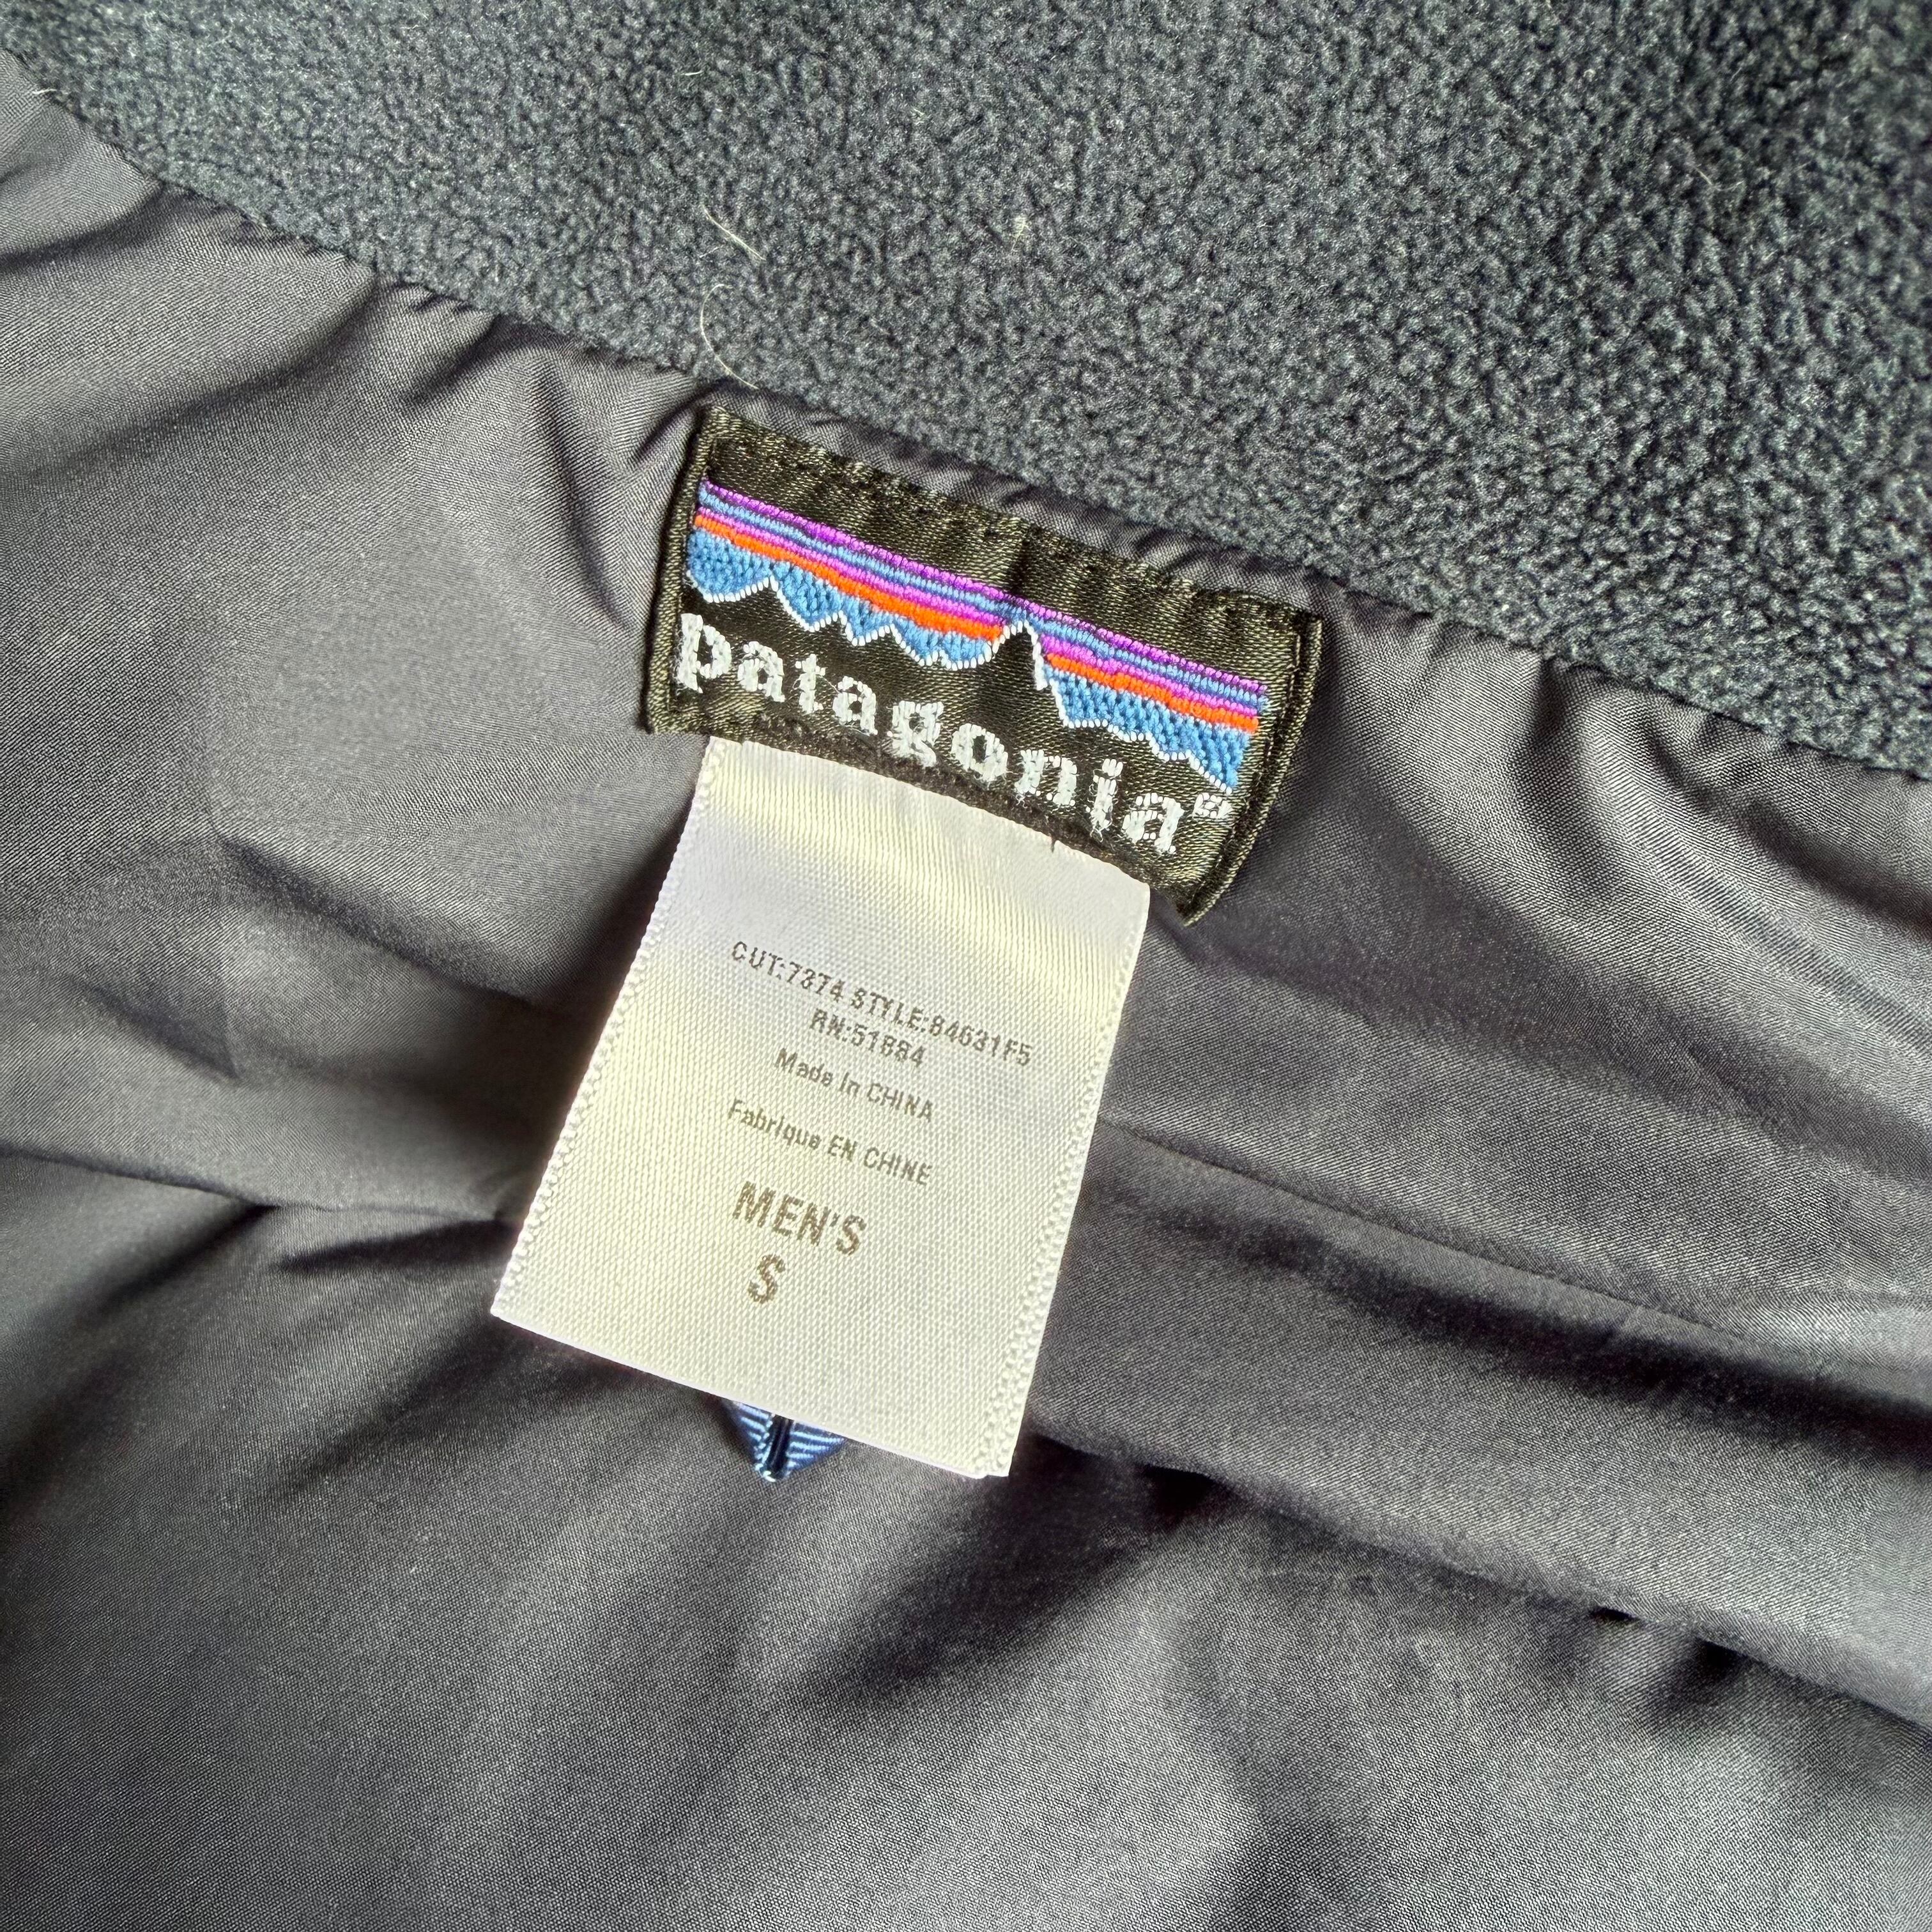 patagonia®
CUT:7374 STYLE:84631F5
RN:51884
Made in CHINA
Fabrique EN CHINE
MEN'S
S